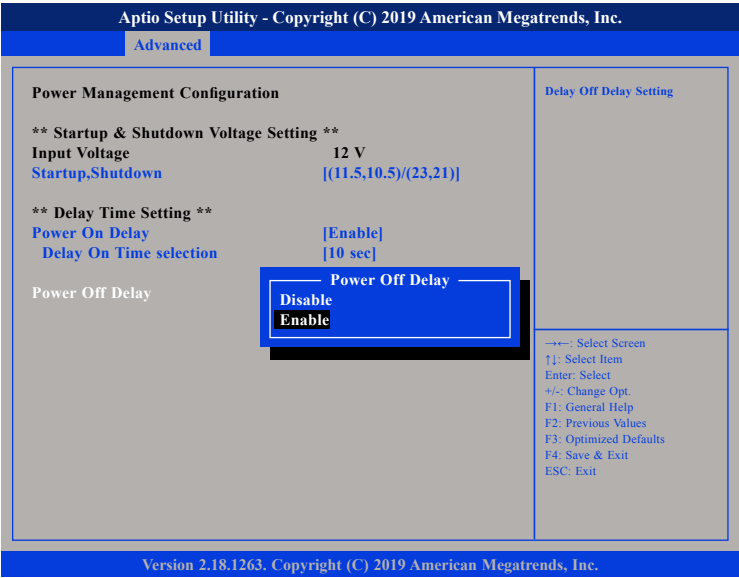 Aptio Setup Utility - Copyright (C) 2019 American Megatrends, Inc.
Advanced
Power Management Configuration
** Startup & Shutdown Voltage Setting **
Input Voltage 12 V
Startup,Shutdown [(11.5,10.5)/(23,21)]
** Delay Time Setting **
Power On Delay [Enable]
Delay On Time selection [10 sec]
Power Off Delay
Power Off Delay
Disable
Enable
Delay Off Delay Setting
→←: Select Screen
↑↓: Select Item
Enter: Select
+/-: Change Opt.
F1: General Help
F2: Previous Values
F3: Optimized Defaults
F4: Save & Exit
ESC: Exit
Version 2.18.1263. Copyright (C) 2019 American Megatrends, Inc.